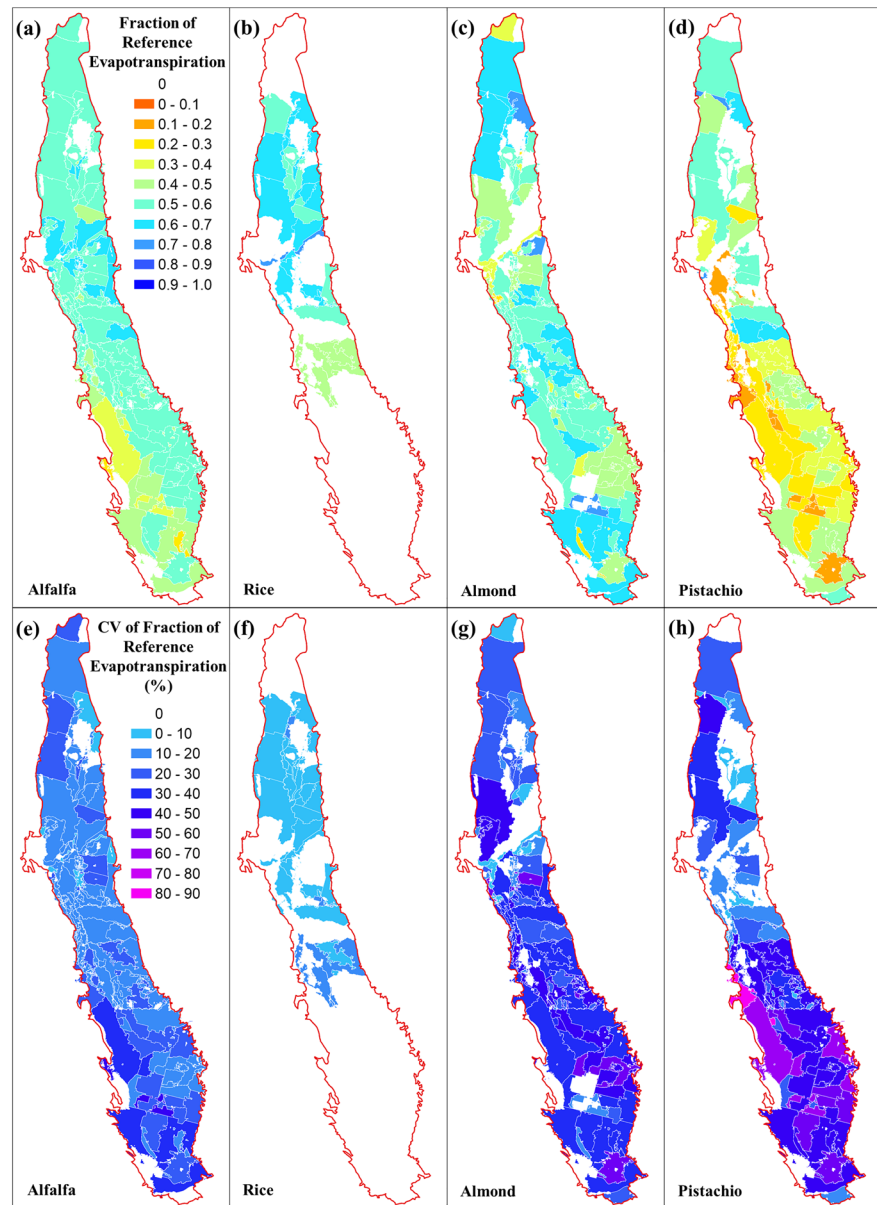 (a)
Fraction of
Reference
Evapotranspiration
0
0 - 0.1
0.1 - 0.2
0.2 - 0.3
0.3 - 0.4
0.4 - 0.5
0.5 - 0.6
0.6 - 0.7
0.7 - 0.8
0.8 - 0.9
0.9 - 1.0
Alfalfa
(b)
Rice
(c)
Almond
(d)
Pistachio
(e)
CV of Fraction of
Reference
Evapotranspiration
(%)
0
0 - 10
10 - 20
20 - 30
30 - 40
40 - 50
50 - 60
60 - 70
70 - 80
80 - 90
Alfalfa
(f)
Rice
(g)
Almond
(h)
Pistachio